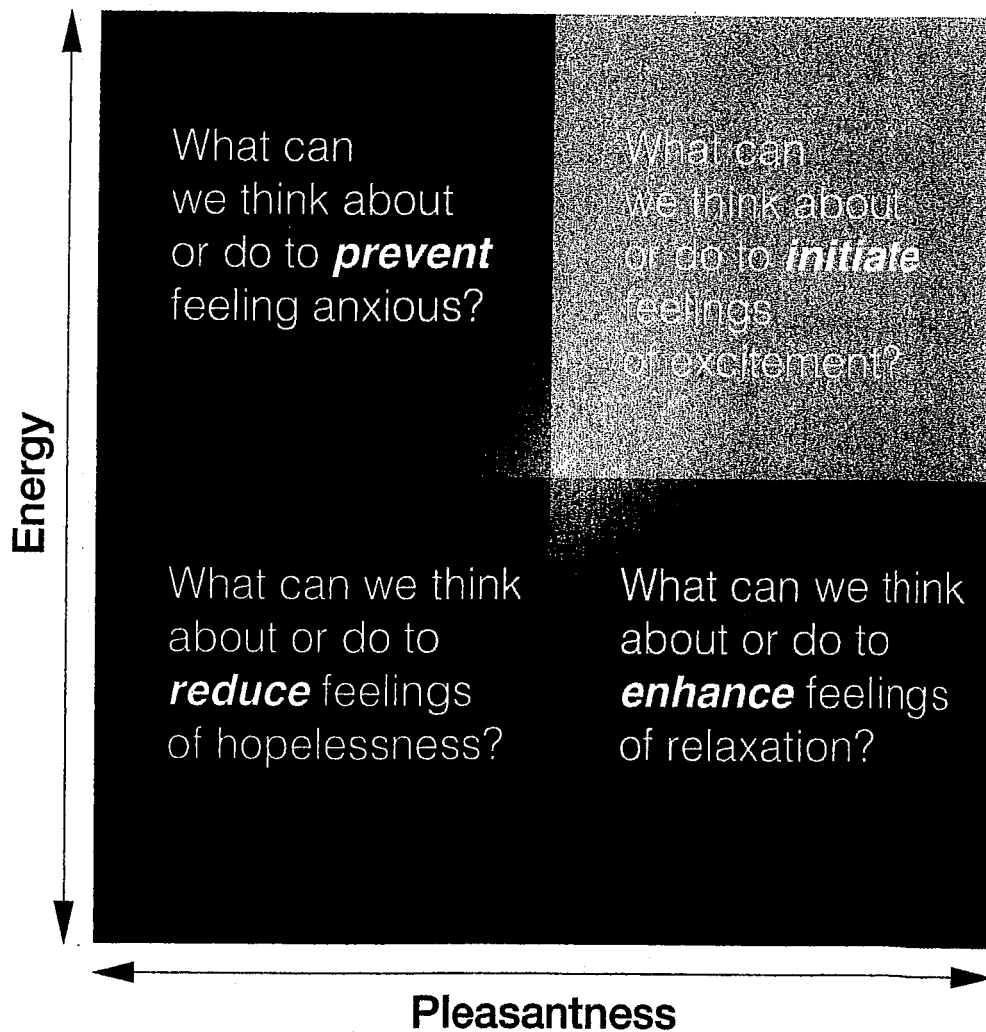 What can
we think about
or do to prevent
feeling anxious?
What can
we think about
or do to initiate
feelings
of excitement?
Energy
What can we think
about or do to
reduce feelings
of hopelessness?
What can we think
about or do to
enhance feelings
of relaxation?
Pleasantness